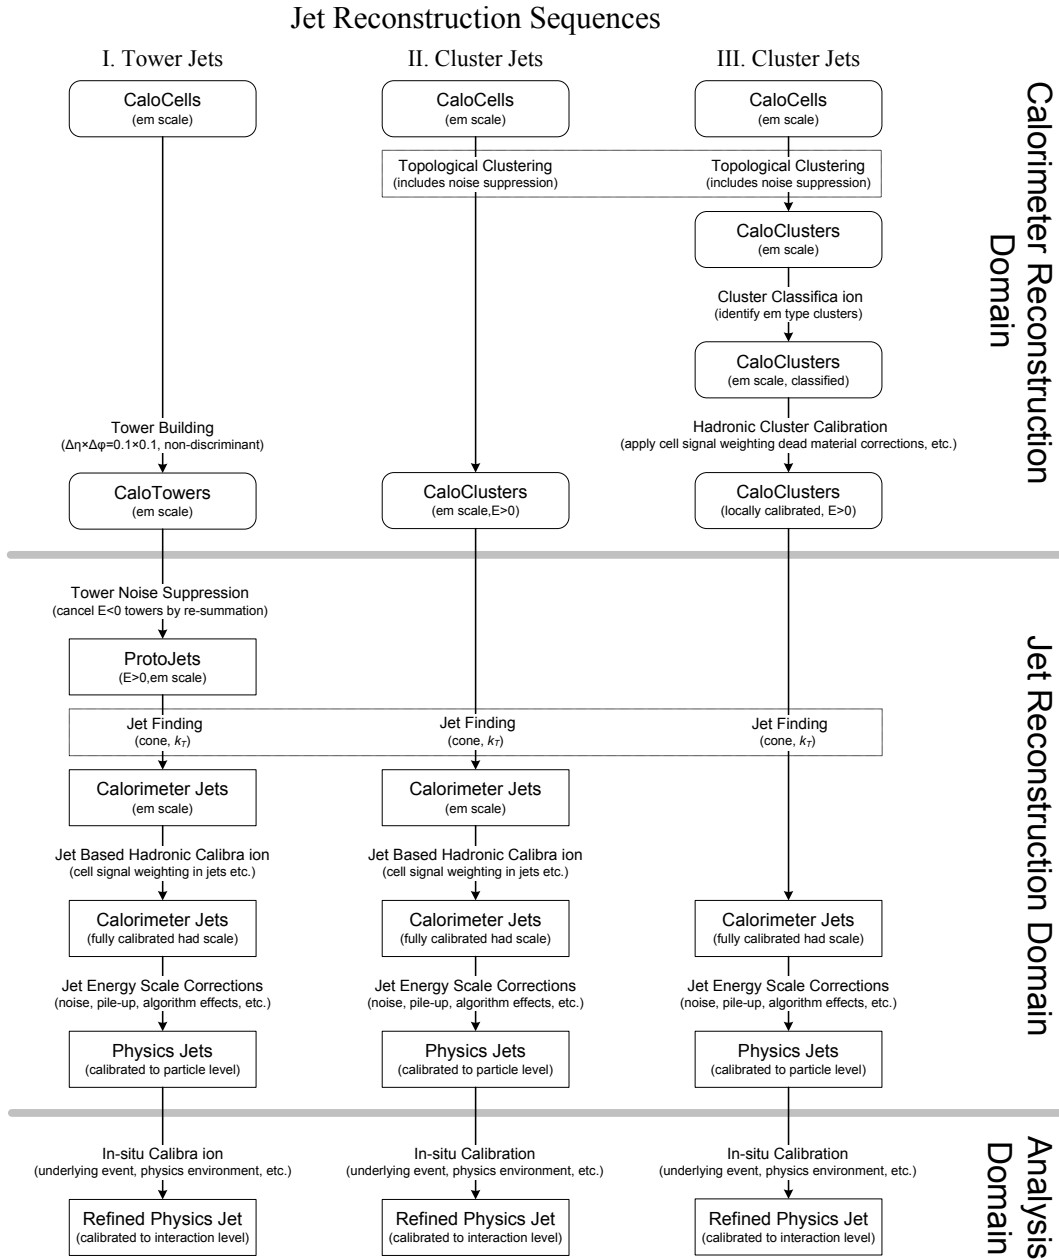 Jet Reconstruction Sequences
I. Tower Jets
II. Cluster Jets
III. Cluster Jets
CaloCells
(em scale)
CaloCells
(em scale)
CaloCells
(em scale)
Topological Clustering
(includes noise suppression)
Topological Clustering
(includes noise suppression)
CaloClusters
(em scale)
Cluster Classifica ion
(identify em type clusters)
CaloClusters
(em scale, classified)
Tower Building
(Δη×Δφ=0.1×0.1, non-discriminant)
Hadronic Cluster Calibration
(apply cell signal weighting dead material corrections, etc.)
CaloTowers
(em scale)
CaloClusters
(em scale,E>0)
CaloClusters
(locally calibrated, E>0)
Calorimeter Reconstruction
Domain
Tower Noise Suppression
(cancel E<0 towers by re-summation)
ProtoJets
(E>0,em scale)
Jet Finding
(cone, kT)
Jet Finding
(cone, kT)
Jet Finding
(cone, kT)
Calorimeter Jets
(em scale)
Calorimeter Jets
(em scale)
Jet Based Hadronic Calibra ion
(cell signal weighting in jets etc.)
Jet Based Hadronic Calibra ion
(cell signal weighting in jets etc.)
Calorimeter Jets
(fully calibrated had scale)
Calorimeter Jets
(fully calibrated had scale)
Calorimeter Jets
(fully calibrated had scale)
Jet Energy Scale Corrections
(noise, pile-up, algorithm effects, etc.)
Jet Energy Scale Corrections
(noise, pile-up, algorithm effects, etc.)
Jet Energy Scale Corrections
(noise, pile-up, algorithm effects, etc.)
Physics Jets
(calibrated to particle level)
Physics Jets
(calibrated to particle level)
Physics Jets
(calibrated to particle level)
Jet Reconstruction Domain
In-situ Calibra ion
(underlying event, physics environment, etc.)
In-situ Calibration
(underlying event, physics environment, etc.)
In-situ Calibration
(underlying event, physics environment, etc.)
Refined Physics Jet
(calibrated to interaction level)
Refined Physics Jet
(calibrated to interaction level)
Refined Physics Jet
(calibrated to interaction level)
Analysis
Domain